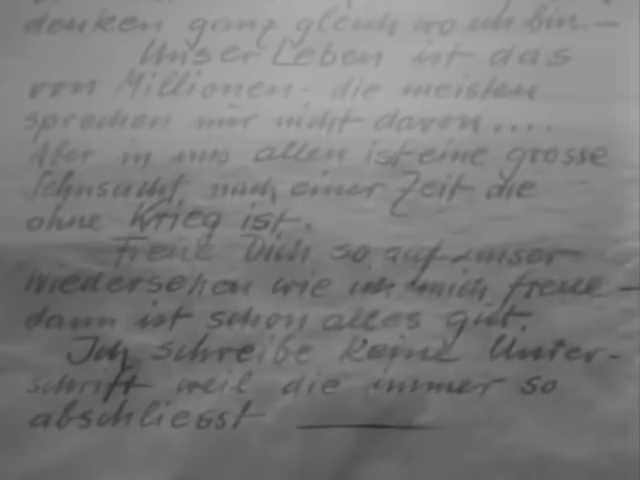 denken ganz gleich wo ich bin. —
Unser Leben ist das
von Millionen - die meisten
sprechen nur nicht davon ....
Aber in uns allen ist eine grosse
Sehnsucht nach einer Zeit die
ohne Krieg ist.
Freue Dich so auf unser
Wiedersehen wie ich mich freue —
dann ist schon alles gut.
Ich schreibe keine Unter-
schrift weil die immer so
abschliesst ———